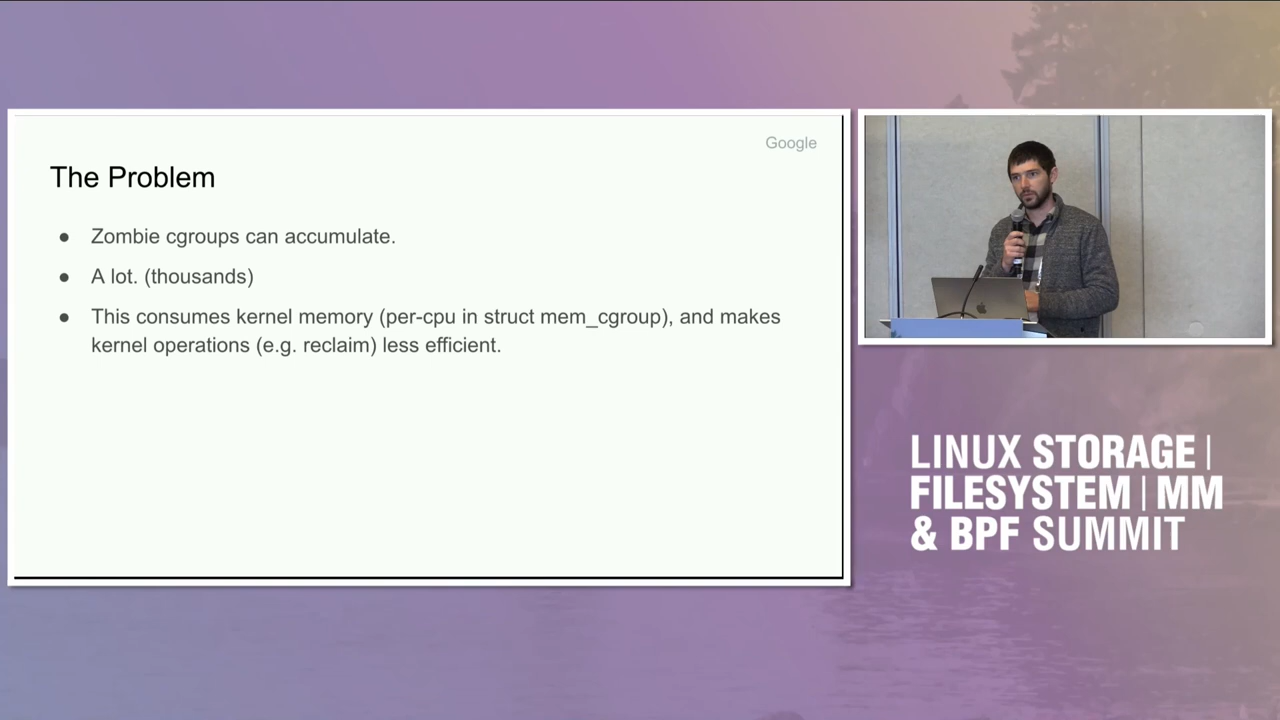 Google
The Problem
● Zombie cgroups can accumulate.
● A lot. (thousands)
● This consumes kernel memory (per-cpu in struct mem_cgroup), and makes
kernel operations (e.g. reclaim) less efficient.
LINUX STORAGE |
FILESYSTEM | MM
& BPF SUMMIT